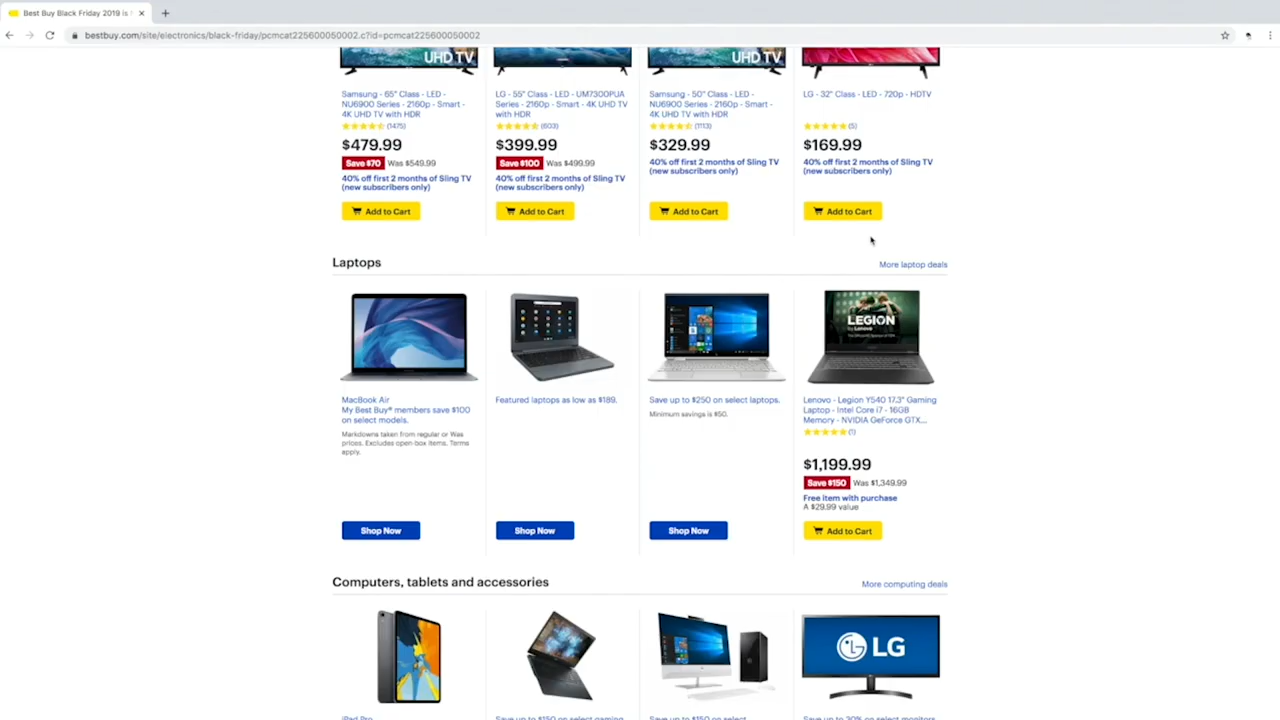 Best Buy Black Friday 2019 is
bestbuy.com/site/electronics/black-friday/pcmcat225600050002.c?id=pcmcat225600050002
UHD TV
UHD TV
Samsung - 65" Class - LED -
NU6900 Series - 2160p - Smart -
4K UHD TV with HDR
(1475)
$479.99
Save $70 Was $549.99
40% off first 2 months of Sling TV
(new subscribers only)
Add to Cart
LG - 55" Class - LED - UM7300PUA
Series - 2160p - Smart - 4K UHD TV
with HDR
(603)
$399.99
Save $100 Was $499.99
40% off first 2 months of Sling TV
(new subscribers only)
Add to Cart
Samsung - 50" Class - LED -
NU6900 Series - 2160p - Smart -
4K UHD TV with HDR
(1113)
$329.99
40% off first 2 months of Sling TV
(new subscribers only)
Add to Cart
LG - 32" Class - LED - 720p - HDTV
(5)
$169.99
40% off first 2 months of Sling TV
(new subscribers only)
Add to Cart
Laptops
More laptop deals
MacBook Air
My Best Buy® members save $100
on select models.
Markdowns taken from regular or Was
prices. Excludes open-box items. Terms
apply.
Shop Now
Featured laptops as low as $189.
Shop Now
Save up to $250 on select laptops.
Minimum savings is $50.
Shop Now
LEGION
by Lenovo
Lenovo - Legion Y540 17.3" Gaming
Laptop - Intel Core i7 - 16GB
Memory - NVIDIA GeForce GTX...
(1)
$1,199.99
Save $150 Was $1,349.99
Free item with purchase
A $29.99 value
Add to Cart
Computers, tablets and accessories
More computing deals
LG
iPad Pro
Save up to $150 on select gaming
Save up to $150 on select
Save up to 30% on select monitors